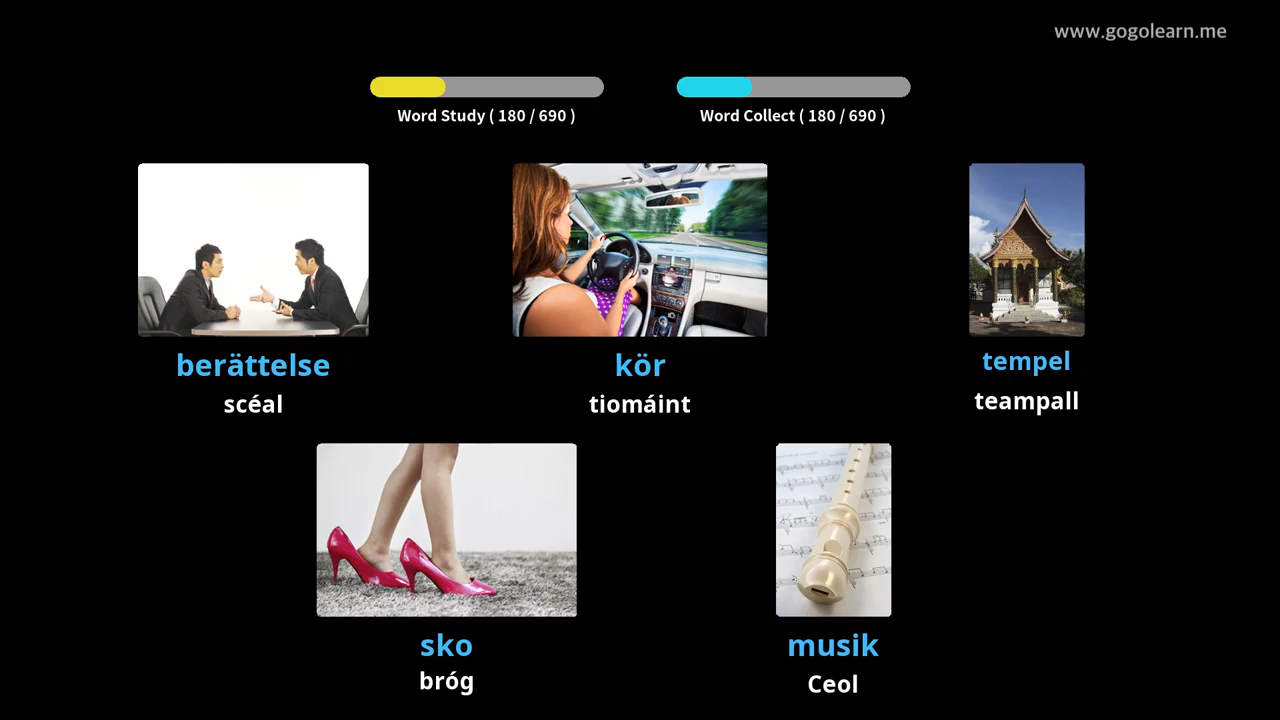 www.gogolearn.me
Word Study ( 180 / 690 )
Word Collect ( 180 / 690 )
berättelse
scéal
kör
tiomáint
tempel
teampall
sko
bróg
musik
Ceol